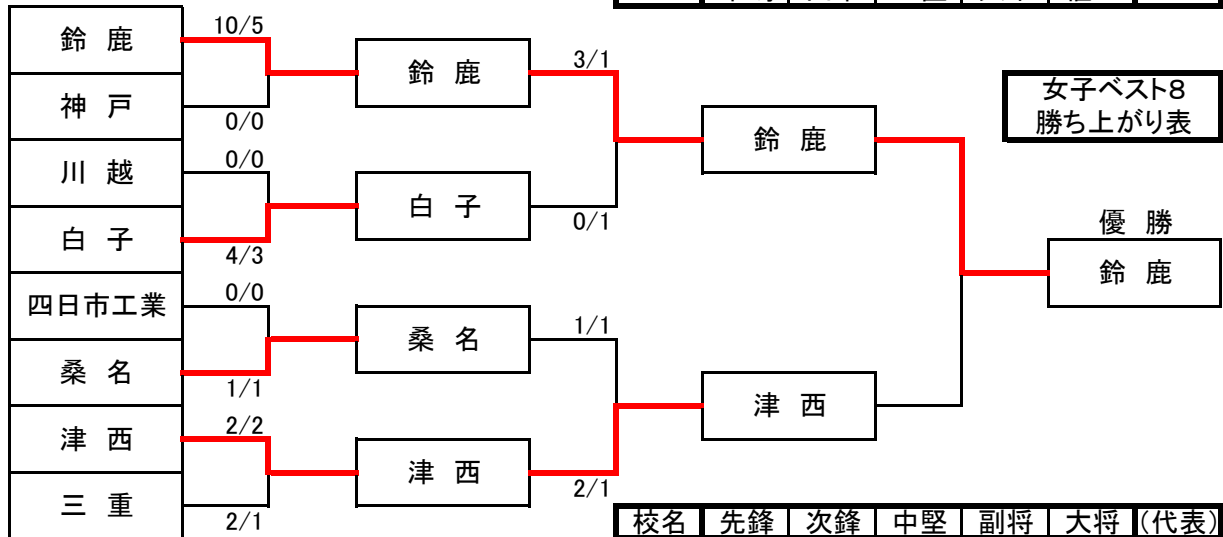 鈴 鹿
神 戸
川 越
白 子
四日市工業
桑 名
津 西
三 重
10/5
0/0
0/0
4/3
0/0
1/1
2/2
2/1
鈴 鹿
白 子
桑 名
津 西
3/1
0/1
1/1
2/1
鈴 鹿
津 西
女子ベスト8
勝ち上がり表
優 勝
鈴 鹿
校名 先鋒 次鋒 中堅 副将 大将 (代表)